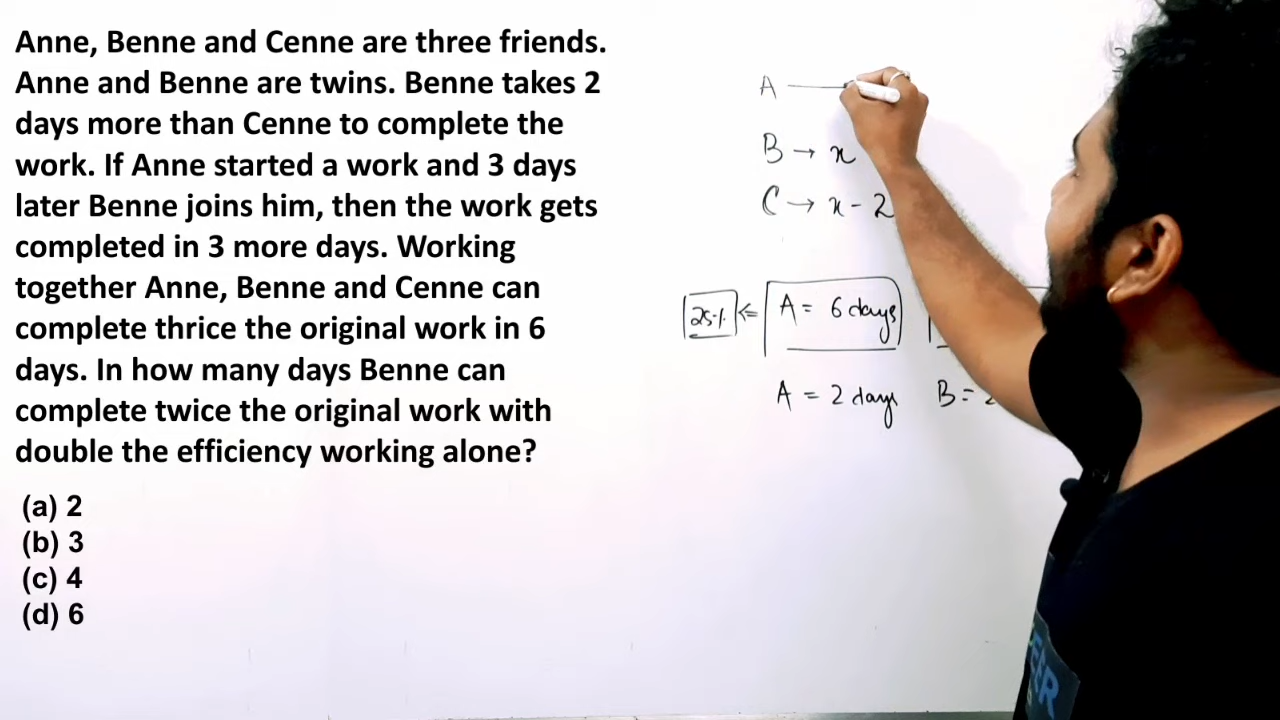 Anne, Benne and Cenne are three friends.
Anne and Benne are twins. Benne takes 2
days more than Cenne to complete the
work. If Anne started a work and 3 days
later Benne joins him, then the work gets
completed in 3 more days. Working
together Anne, Benne and Cenne can
complete thrice the original work in 6
days. In how many days Benne can
complete twice the original work with
double the efficiency working alone?
(a) 2
(b) 3
(c) 4
(d) 6
A
B → x
C → x - 2
25% ⇐ A = 6 days
A = 2 days B =